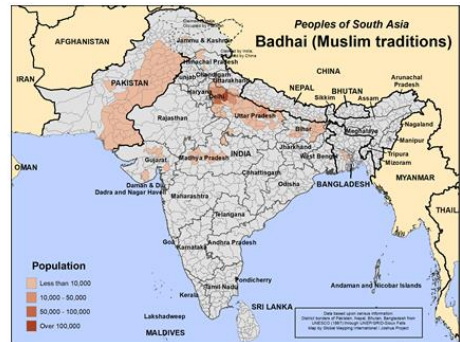 Peoples of South Asia
Badhai (Muslim traditions)
AFGHANISTAN
Jammu & Kashmir
CHINA
Himachal Pradesh
IRAN
PAKISTAN
Punjab
Chandigarh
Uttarakhand
Haryana
Delhi
NEPAL
BHUTAN
Arunachal Pradesh
Sikkim
Assam
Rajasthan
Uttar Pradesh
Nagaland
Bihar
Meghalaya
Manipur
Jharkhand
Tripura
Mizoram
Gujarat
Madhya Pradesh
INDIA
West Bengal
OMAN
Chhattisgarh
BANGLADESH
MYANMAR
Daman & Diu
Dadra and Nagar Haveli
Odisha
Maharashtra
THAIL
Telangana
Goa
Karnataka
Andhra Pradesh
Pondicherry
Andaman and Nicobar Islands
Tamil Nadu
Kerala
Lakshadweep
SRI LANKA
MALDIVES
Population
Less than 10,000
10,000 - 50,000
50,000 - 100,000
Over 100,000